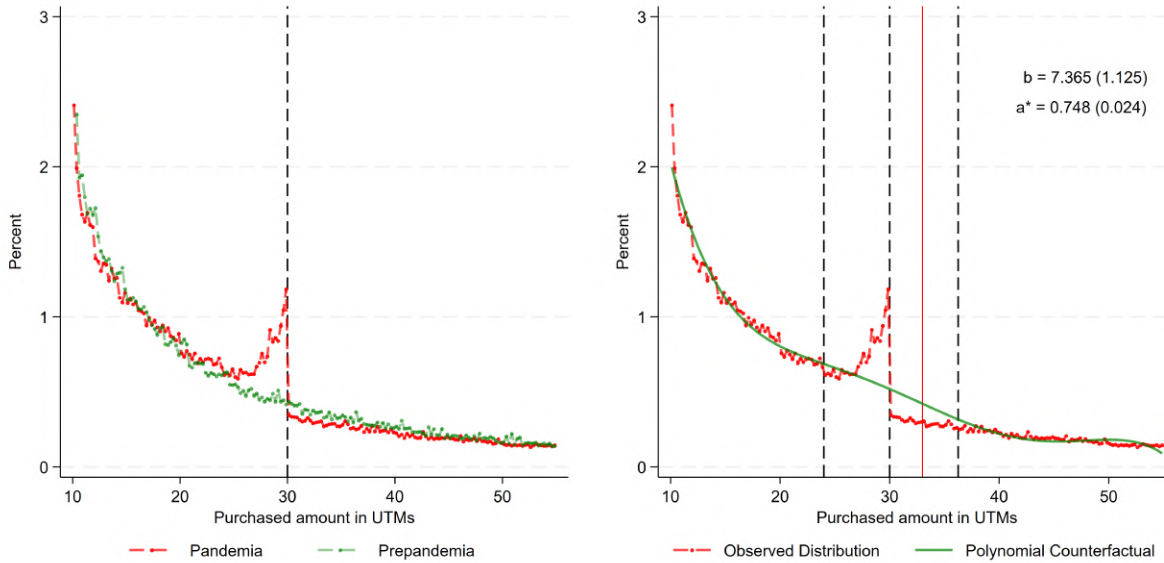 3
2
1
0
Percent
10
20
30
40
50
Purchased amount in UTMs
Pandemia
Prepandemia
3
2
1
0
Percent
b = 7.365 (1.125)
a* = 0.748 (0.024)
10
20
30
40
50
Purchased amount in UTMs
Observed Distribution
Polynomial Counterfactual